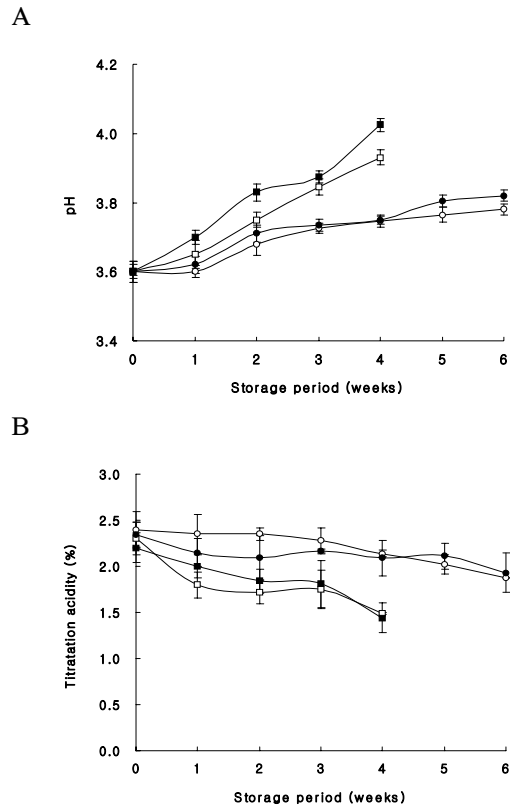 A
4.2
4.0
3.8
3.6
3.4
pH
0 1 2 3 4 5 6
Storage period (weeks)
B
3.0
2.5
2.0
1.5
1.0
0.5
0.0
Titratation acidity (%)
0 1 2 3 4 5 6
Storage period (weeks)